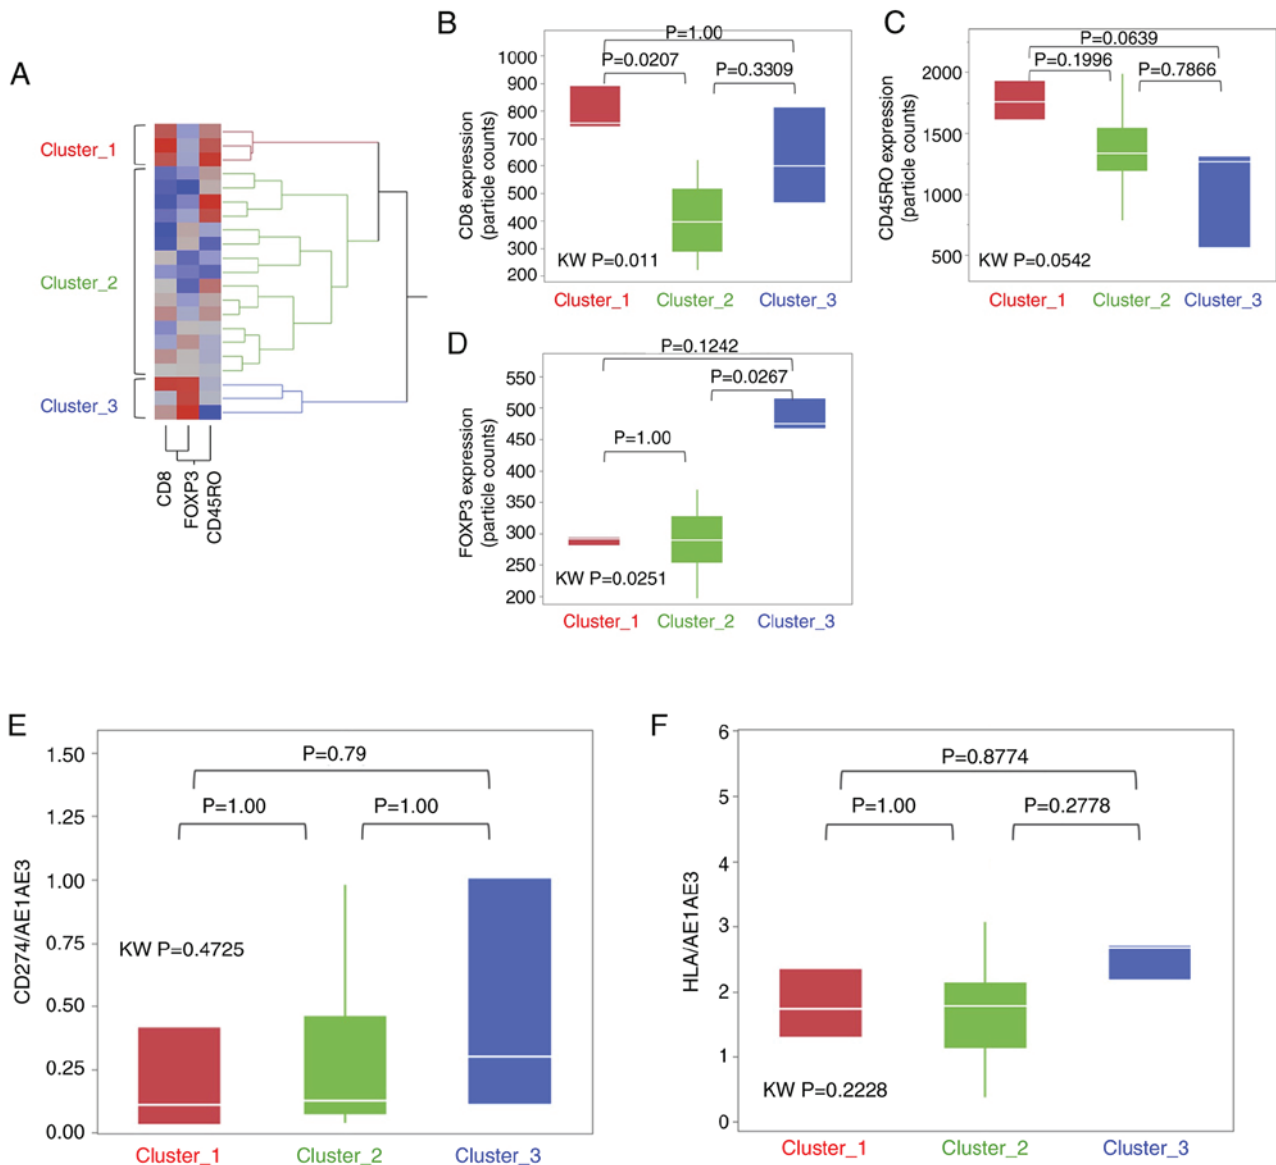 A
Cluster_1
Cluster_2
Cluster_3
CD8
FOXP3
CD45RO
B
CD8 expression
(particle counts)
1000
900
800
700
600
500
400
300
200
P=1.00
P=0.0207
P=0.3309
KW P=0.011
Cluster_1
Cluster_2
Cluster_3
C
CD45RO expression
(particle counts)
2000
1500
1000
500
P=0.0639
P=0.1996
P=0.7866
KW P=0.0542
Cluster_1
Cluster_2
Cluster_3
D
FOXP3 expression
(particle counts)
550
500
450
400
350
300
250
200
P=0.1242
P=0.0267
P=1.00
KW P=0.0251
Cluster_1
Cluster_2
Cluster_3
E
CD274/AE1AE3
1.50
1.25
1.00
0.75
0.50
0.25
0.00
P=0.79
P=1.00
P=1.00
KW P=0.4725
Cluster_1
Cluster_2
Cluster_3
F
HLA/AE1AE3
6
5
4
3
2
1
0
P=0.8774
P=1.00
P=0.2778
KW P=0.2228
Cluster_1
Cluster_2
Cluster_3